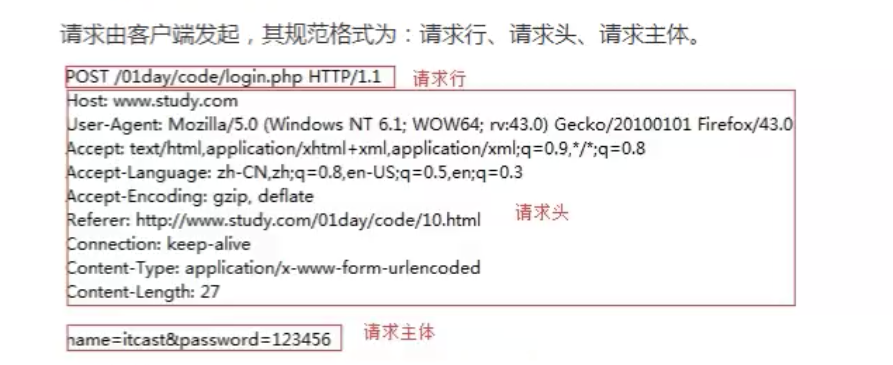 请求由客户端发起，其规范格式为：请求行、请求头、请求主体。
POST /01day/code/login.php HTTP/1.1 请求行
Host: www.study.com
User-Agent: Mozilla/5.0 (Windows NT 6.1; WOW64; rv:43.0) Gecko/20100101 Firefox/43.0
Accept: text/html,application/xhtml+xml,application/xml;q=0.9,*/*;q=0.8
Accept-Language: zh-CN,zh;q=0.8,en-US;q=0.5,en;q=0.3
Accept-Encoding: gzip, deflate
Referer: http://www.study.com/01day/code/10.html 请求头
Connection: keep-alive
Content-Type: application/x-www-form-urlencoded
Content-Length: 27
name=itcast&password=123456 请求主体